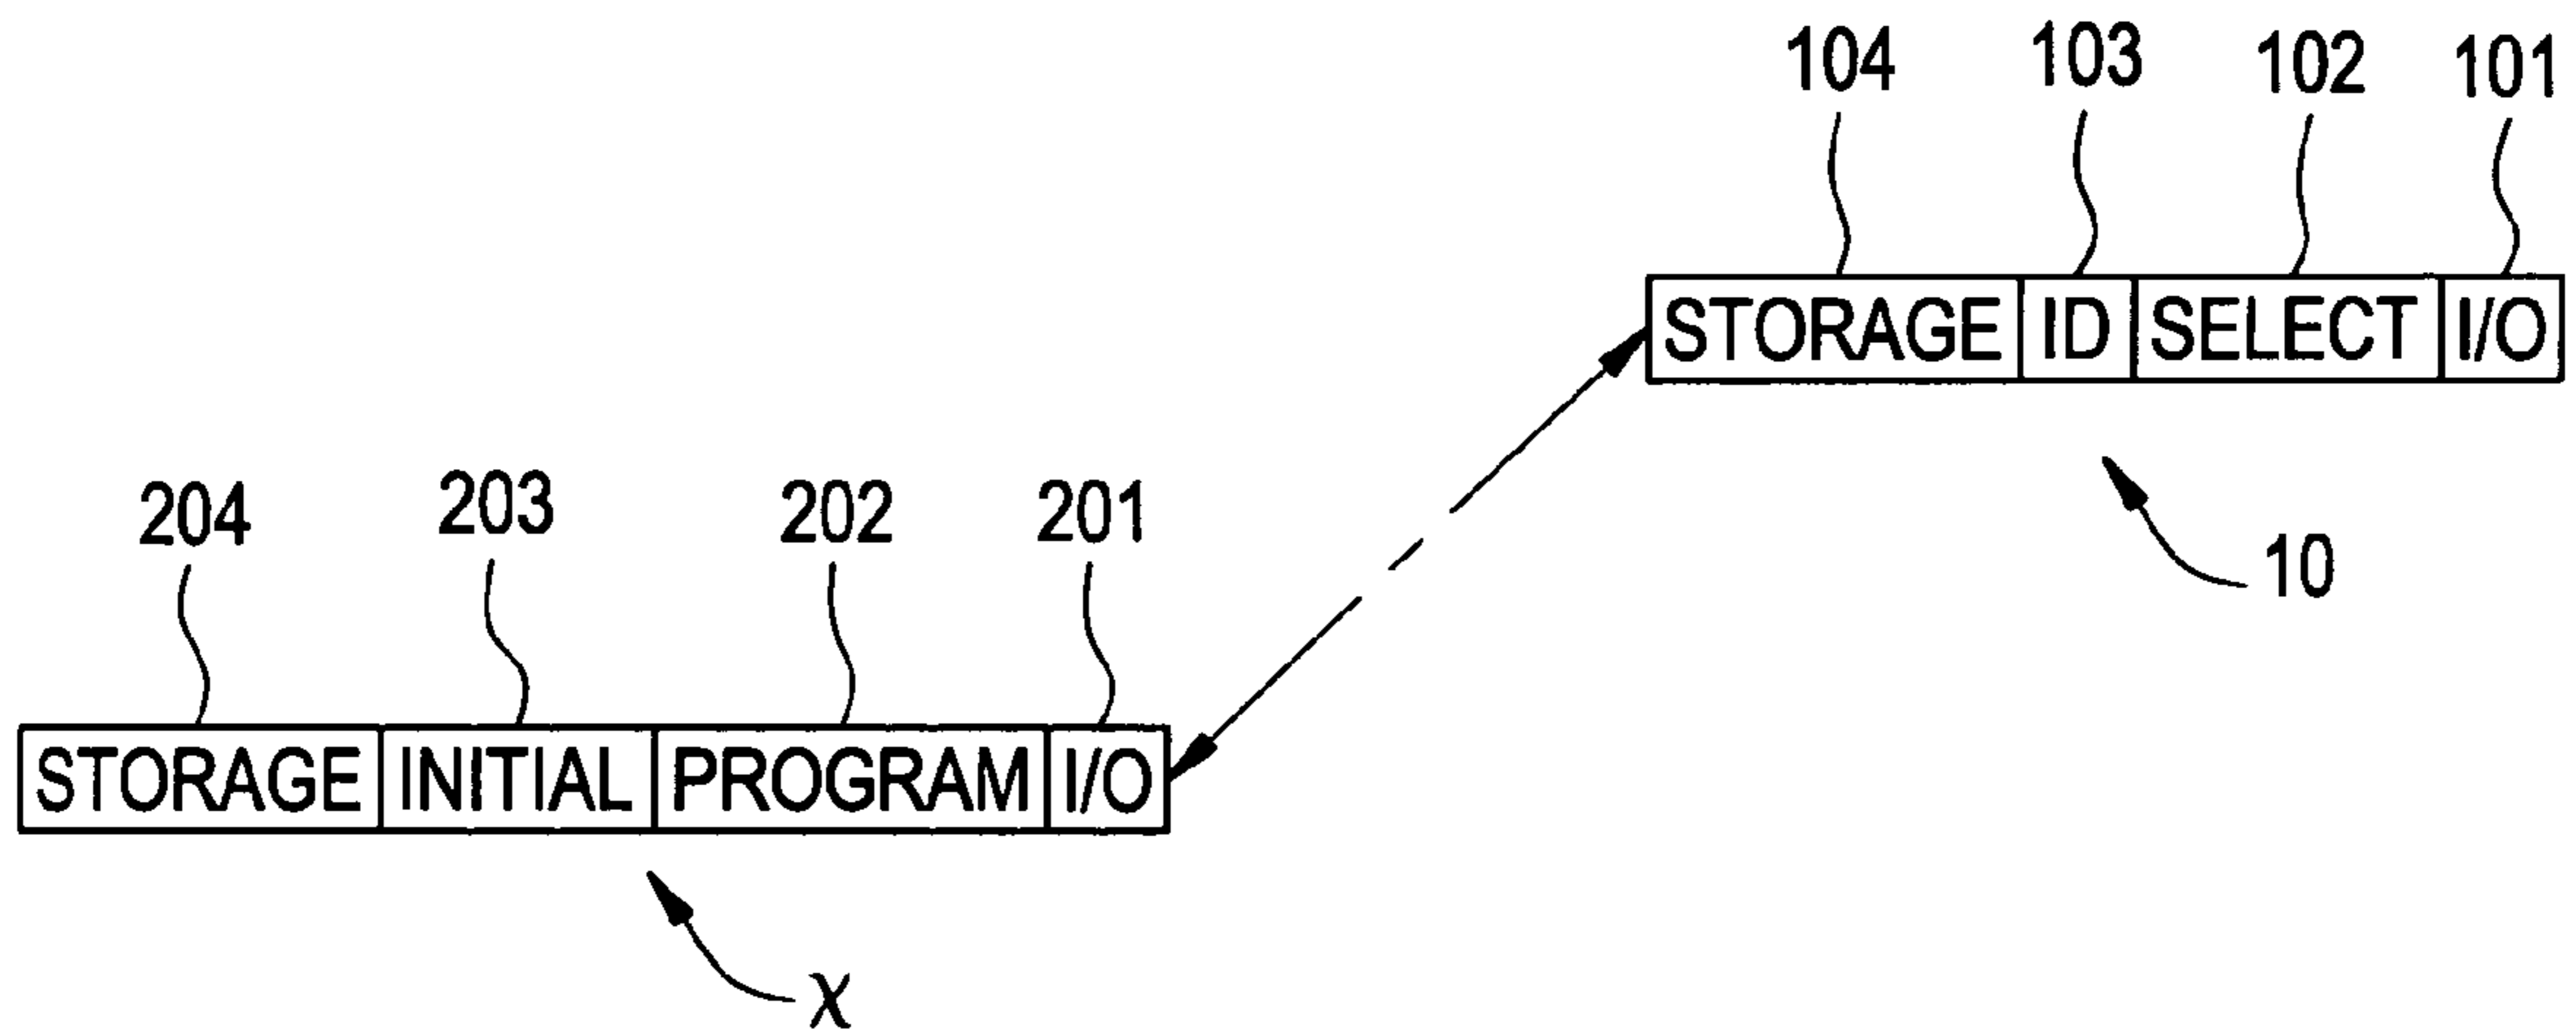 104 103 102 101
STORAGE ID SELECT I/O
10
204 203 202 201
STORAGE INITIAL PROGRAM I/O
χ